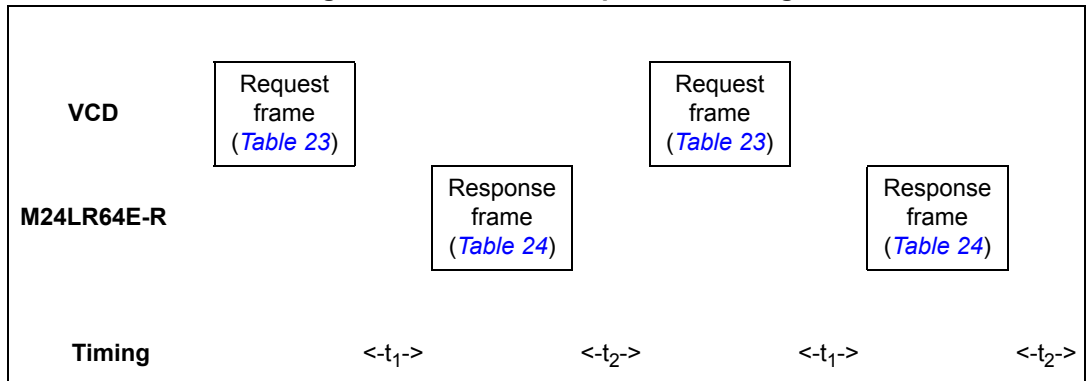 VCD
Request
frame
(Table 23)
Request
frame
(Table 23)
M24LR64E-R
Response
frame
(Table 24)
Response
frame
(Table 24)
Timing <-t1-> <-t2-> <-t1-> <-t2->